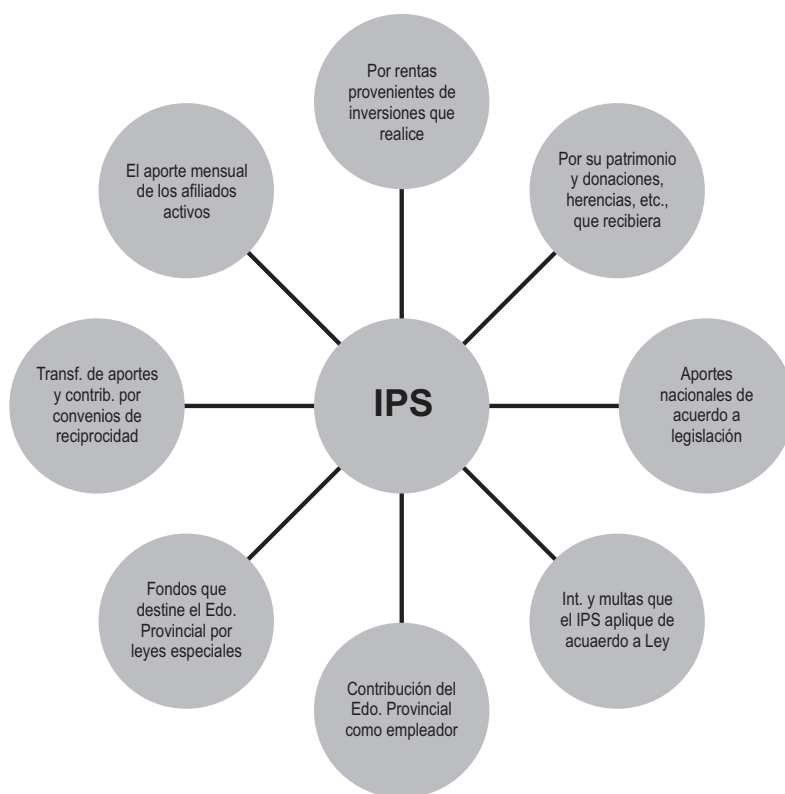 Por rentas
provenientes de
inversiones que
realice
El aporte mensual
de los afiliados
activos
Por su patrimonio
y donaciones,
herencias, etc.,
que recibiera
Transf. de aportes
y contrib. por
convenios de
reciprocidad
IPS
Aportes
nacionales de
acuerdo a
legislación
Fondos que
destine el Edo.
Provincial por
leyes especiales
Int. y multas que
el IPS aplique de
acuaerdo a Ley
Contribución del
Edo. Provincial
como empleador